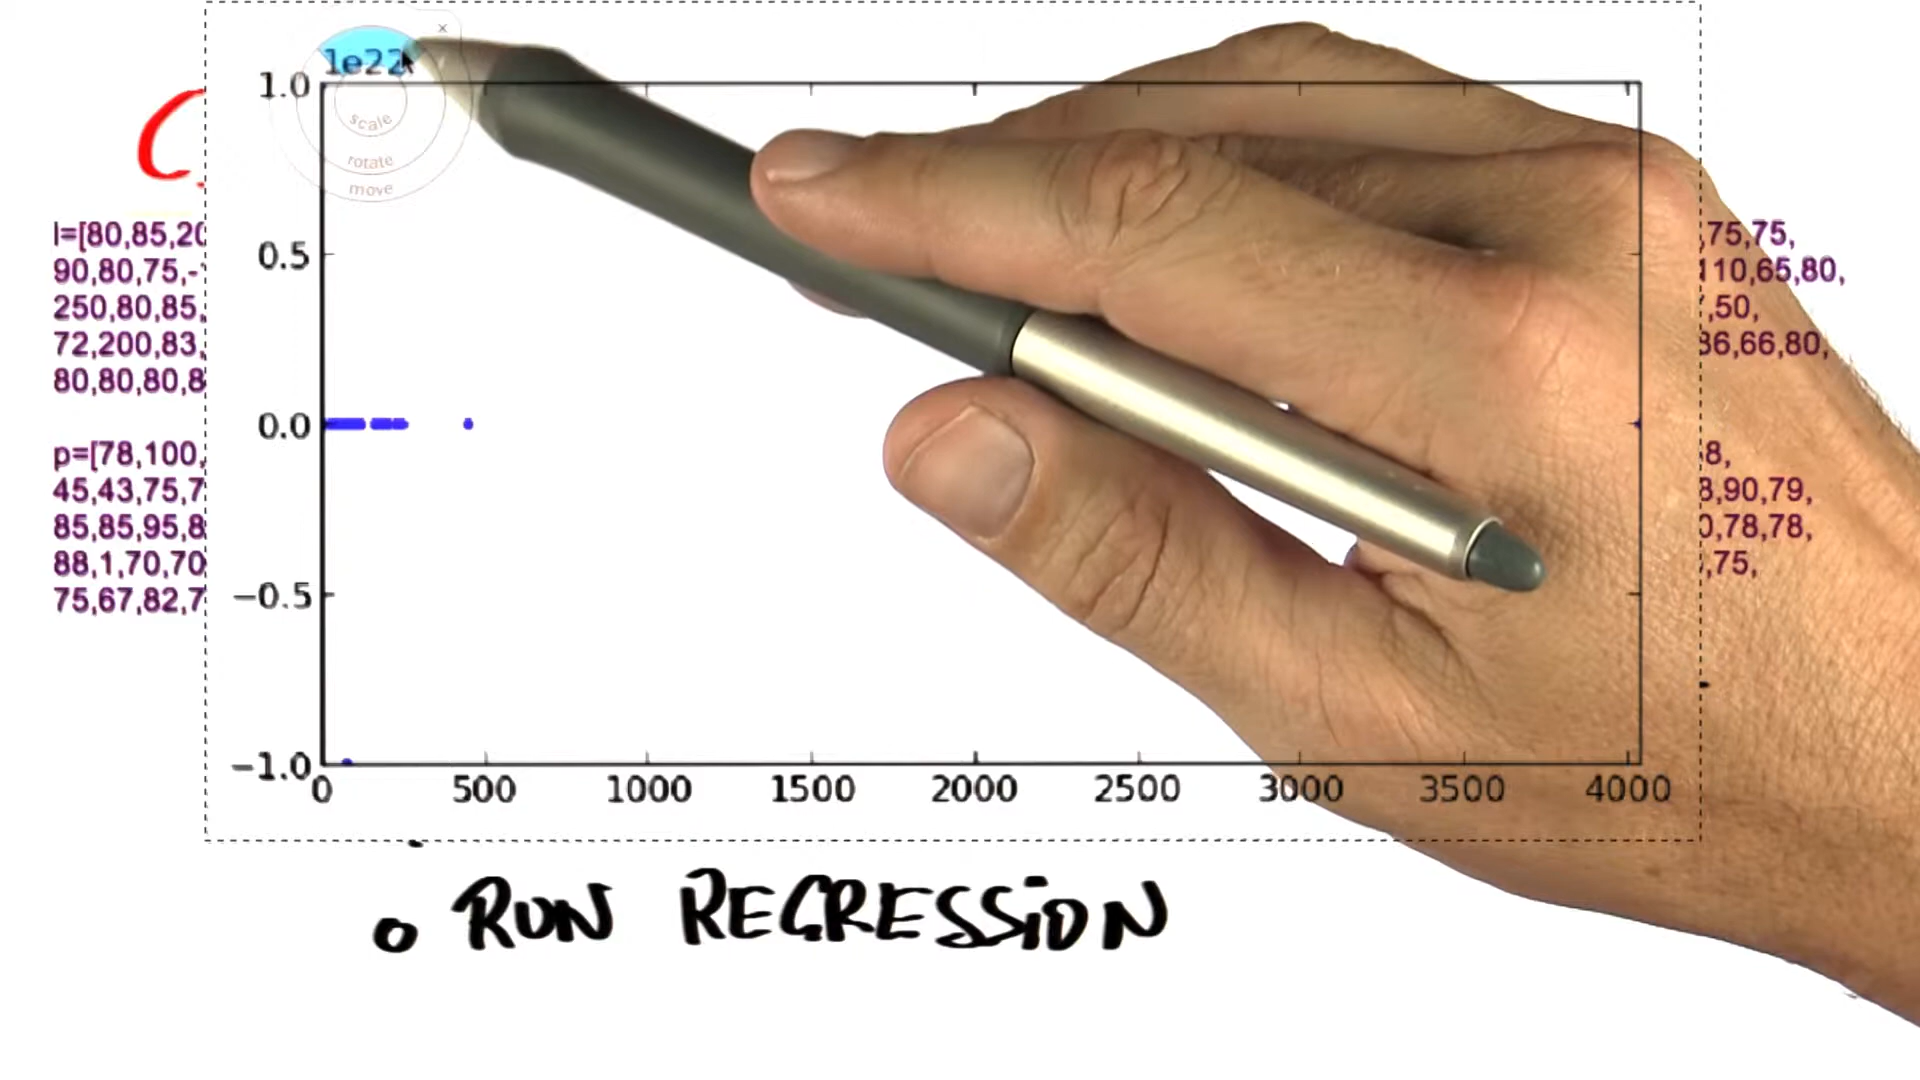 ×
1e22
scale
rotate
move
1.0
0.5
0.0
−0.5
−1.0
0 500 1000 1500 2000 2500 3000 3500 4000
l=[80,85,20 ,75,75,
90,80,75,- 110,65,80,
250,80,85, ,50,
72,200,83, 86,66,80,
80,80,80,8
p=[78,100, 8,
45,43,75,7 8,90,79,
85,85,95,8 0,78,78,
88,1,70,70 ,75,
75,67,82,7
o RUN REGRESSION